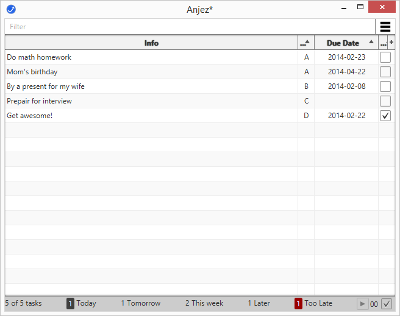 Anjez*
Filter
Info ... Due Date ... +
Do math homework A 2014-02-23
Mom's birthday A 2014-04-22
By a present for my wife B 2014-02-08
Prepair for interview C
Get awesome! D 2014-02-22
5 of 5 tasks 1 Today 1 Tomorrow 2 This week 1 Later 1 Too Late 00